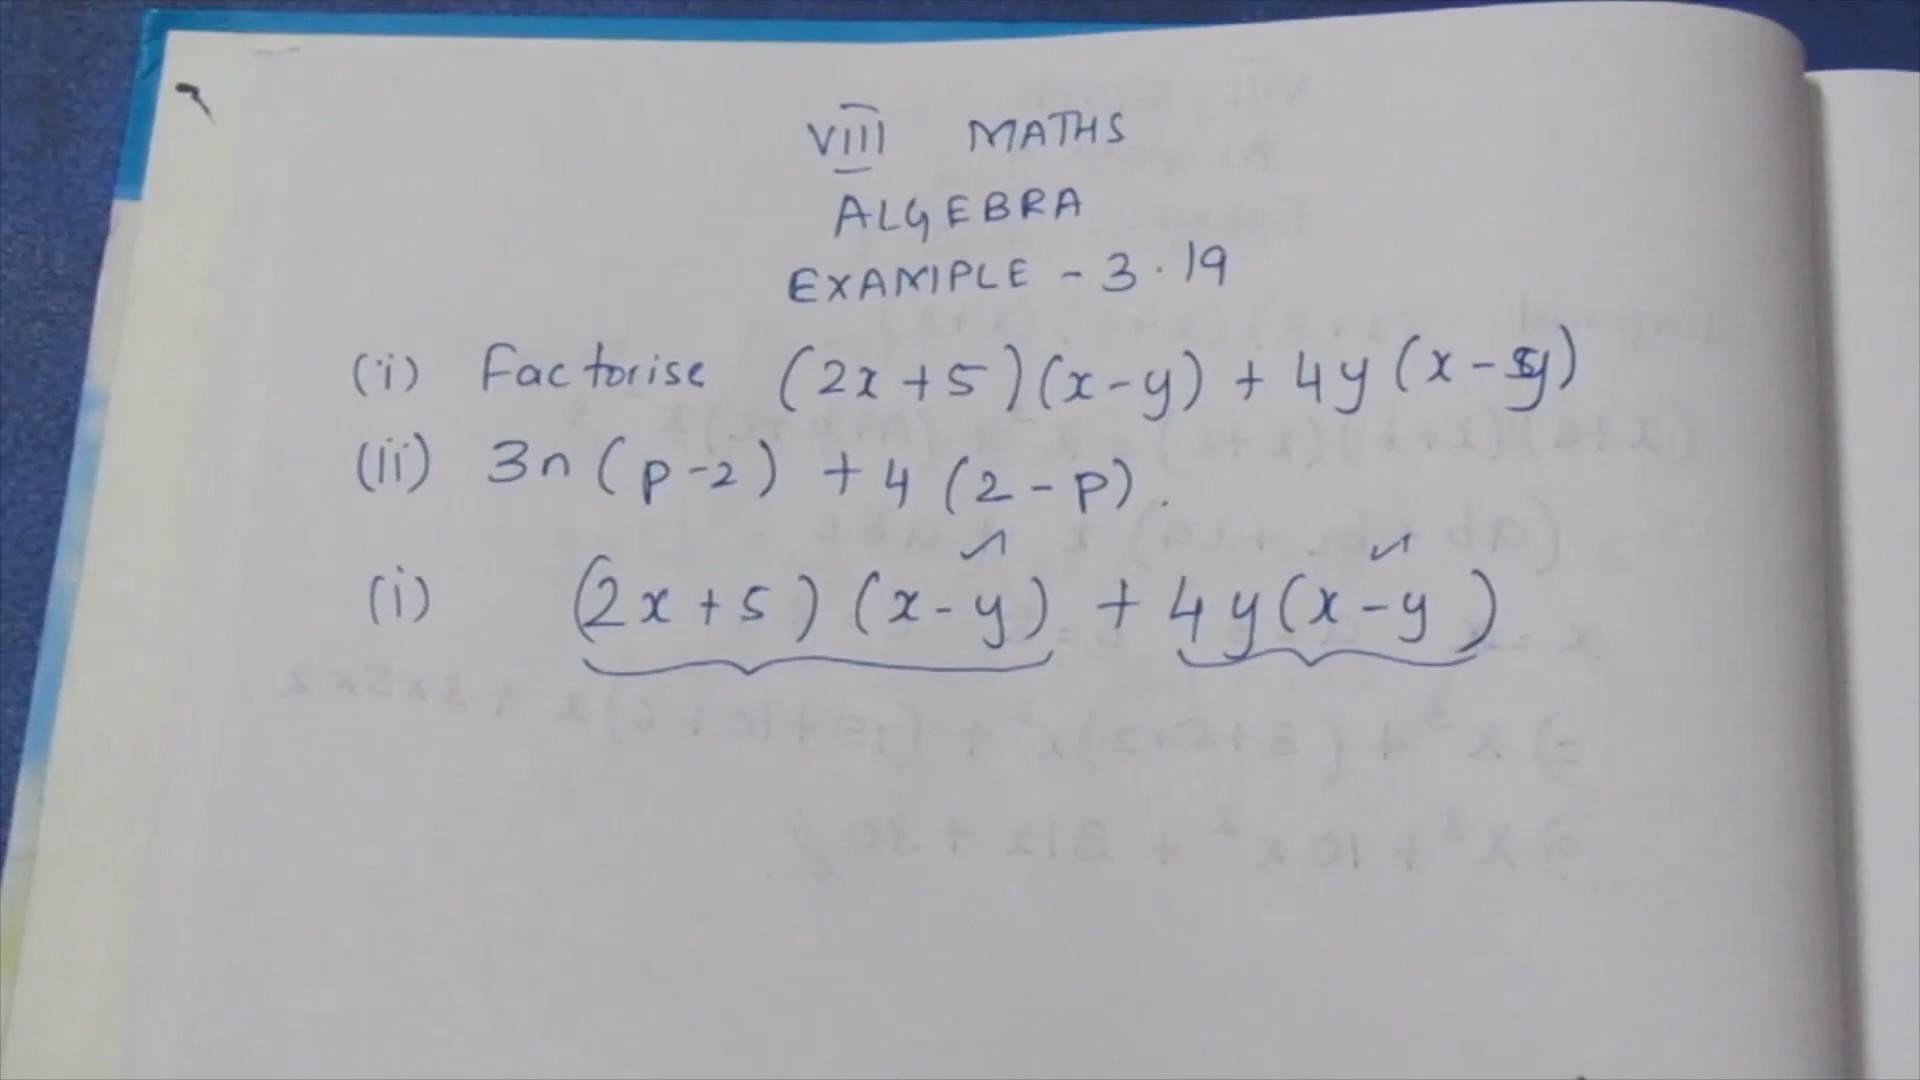 VIII MATHS
ALGEBRA
EXAMPLE - 3.19
(i) Factorise (2x+5)(x-y) + 4y(x-y)
(ii) 3n(p-2) + 4(2-p).
(i) (2x+5)(x-y) + 4y(x-y)